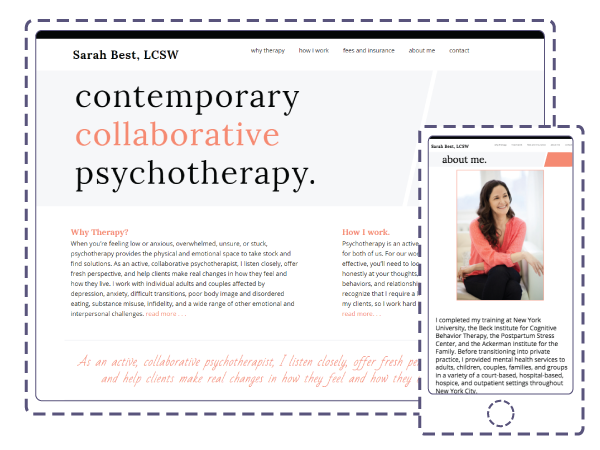 Sarah Best, LCSW
why therapy how I work fees and insurance about me contact
contemporary
collaborative
psychotherapy.
Why Therapy?
When you're feeling low or anxious, overwhelmed, unsure, or stuck,
psychotherapy provides the physical and emotional space to take stock and
find solutions. As an active, collaborative psychotherapist, I listen closely, offer
fresh perspective, and help clients make real changes in how they feel and
how they live. I work with individual adults and couples affected by
depression, anxiety, difficult transitions, poor body image and disordered
eating, substance misuse, infidelity, and a wide range of other emotional and
interpersonal challenges. read more . . .
How I work.
Psychotherapy is an active
for both of us. For our wo
effective, you'll need to lo
honestly at your thoughts,
behaviors, and relationshi
recognize that I require a l
my clients, so I work hard
read more. . .
As an active, collaborative psychotherapist, I listen closely, offer fresh pe
and help clients make real changes in how they feel and how they
Sarah Best, LCSW
about me.
I completed my training at New York
University, the Beck Institute for Cognitive
Behavior Therapy, the Postpartum Stress
Center, and the Ackerman Institute for the
Family. Before transitioning into private
practice, I provided mental health services to
adults, children, couples, families, and groups
in a variety of court-based, hospital-based,
hospice, and outpatient settings throughout
New York City.